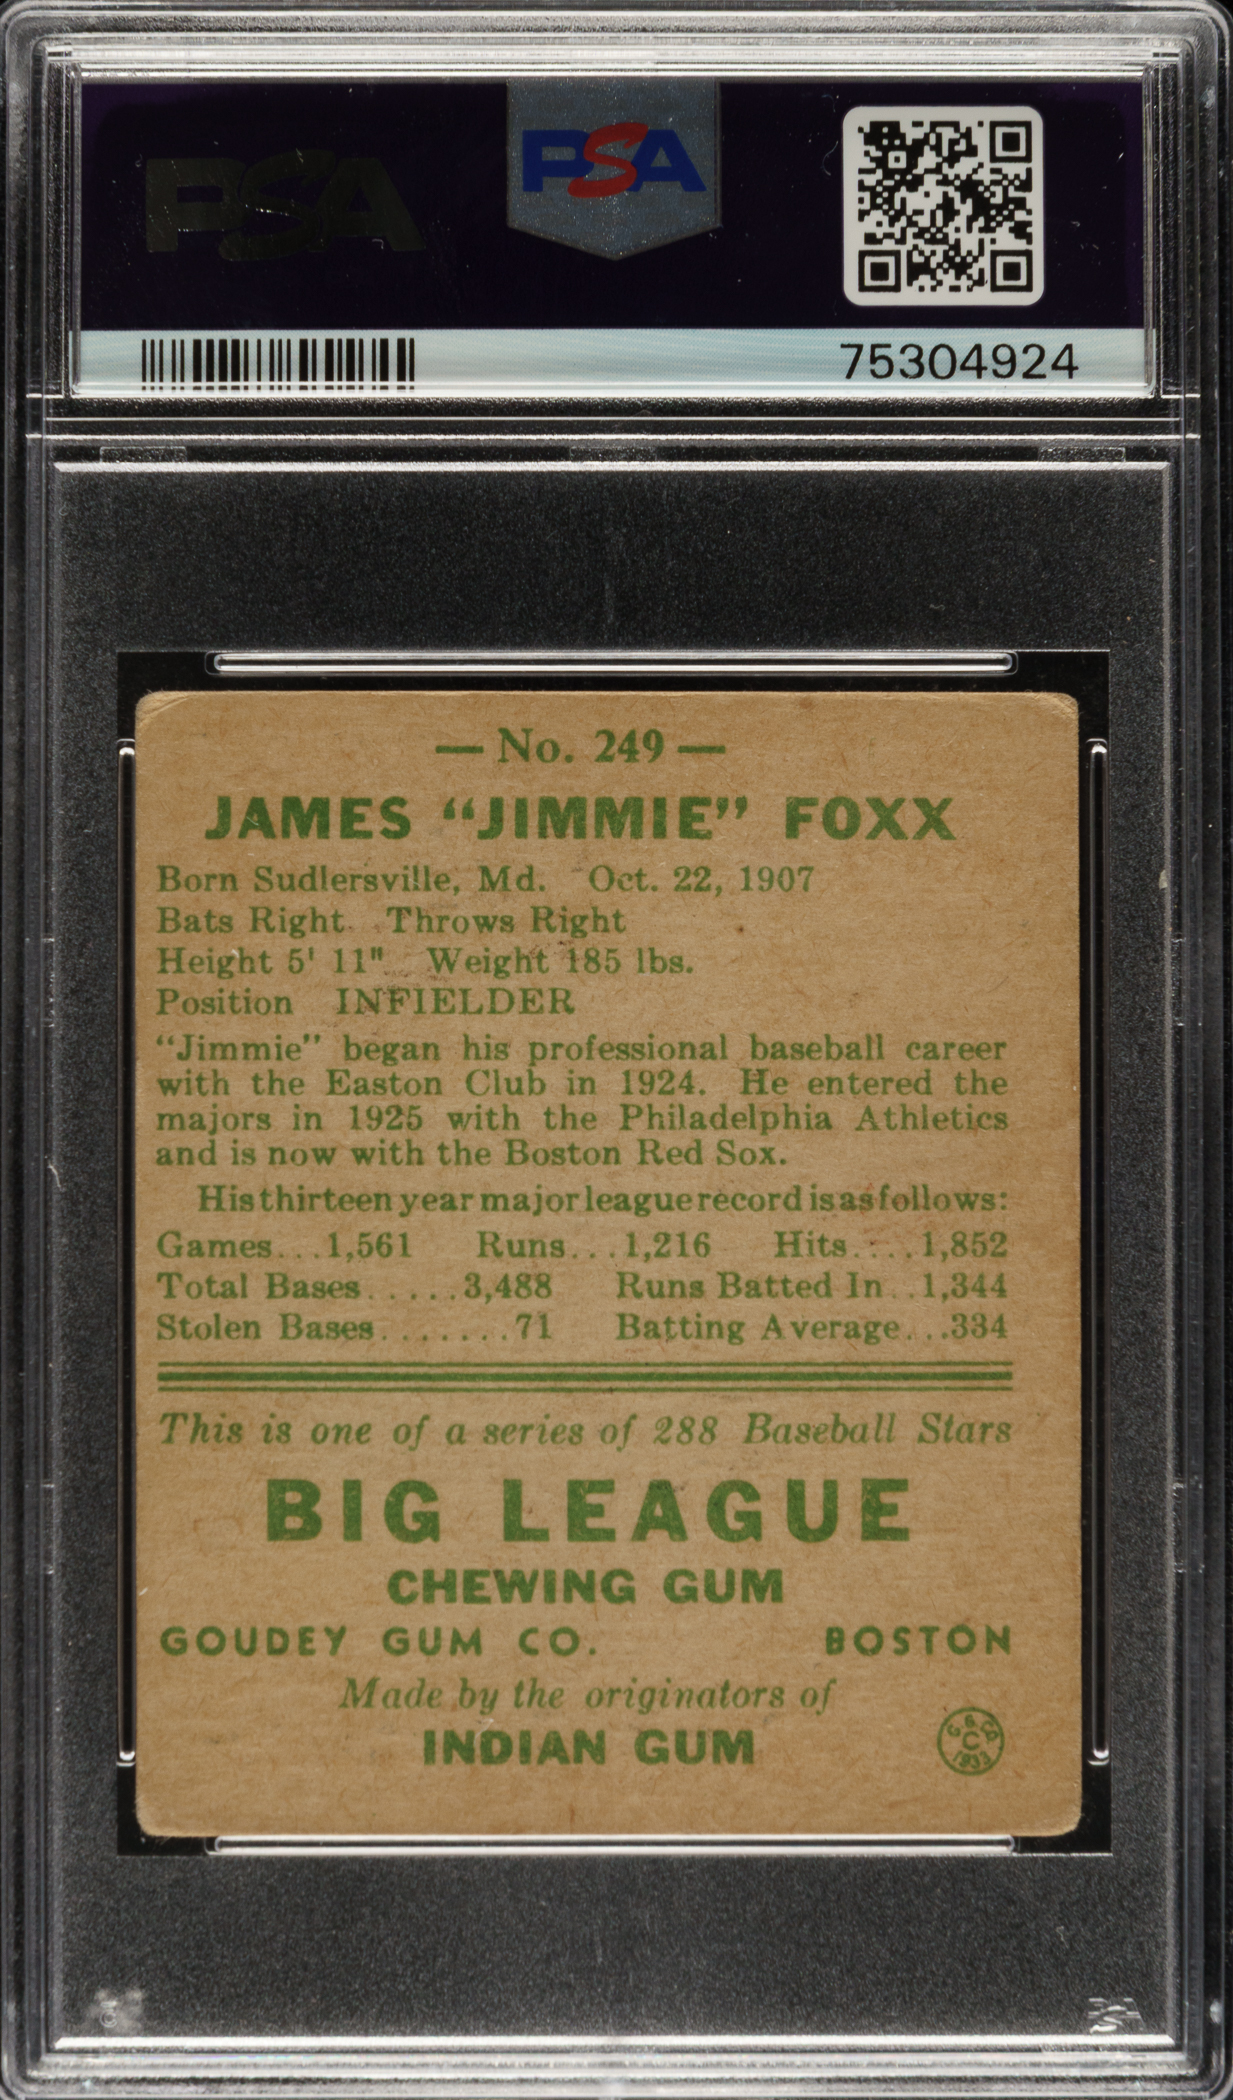 PSA
PSA
75304924
— No. 249 —
JAMES “JIMMIE” FOXX
Born Sudlersville, Md. Oct. 22, 1907
Bats Right Throws Right
Height 5' 11" Weight 185 lbs.
Position INFIELDER
“Jimmie” began his professional baseball career
with the Easton Club in 1924. He entered the
majors in 1925 with the Philadelphia Athletics
and is now with the Boston Red Sox.
His thirteen year major league record is as follows:
Games...1,561 Runs...1,216 Hits....1,852
Total Bases.....3,488 Runs Batted In..1,344
Stolen Bases.......71 Batting Average...334
This is one of a series of 288 Baseball Stars
BIG LEAGUE
CHEWING GUM
GOUDEY GUM CO. BOSTON
Made by the originators of
INDIAN GUM
G. G. CO.
C
1933